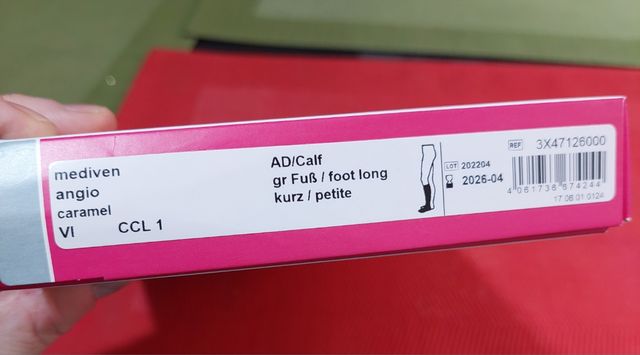 mediven
angio
caramel
VI CCL 1
AD/Calf
gr Fuß / foot long
kurz / petite
LOT 202204
2026-04
REF 3X47126000
4 061736 874244
17.06.01.0124